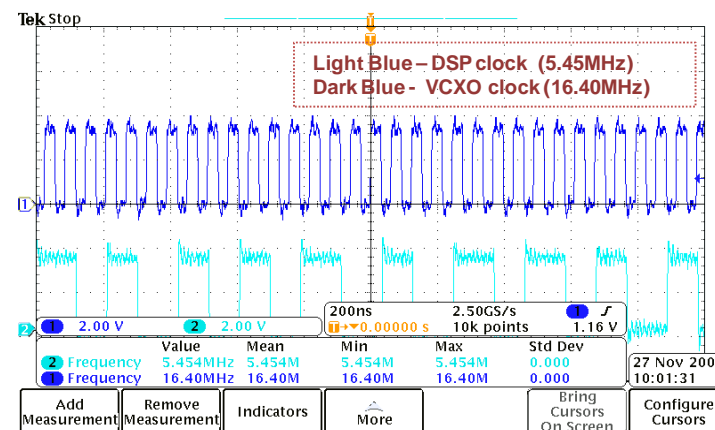 Tek Stop
T
T
Light Blue – DSP clock (5.45MHz)
Dark Blue - VCXO clock (16.40MHz)
1
2
1 2.00 V 2 2.00 V
200ns 2.50GS/s 1
T→▼0.00000 s 10k points 1.16 V
Value Mean Min Max Std Dev
2 Frequency 5.454MHz 5.454M 5.454M 5.454M 0.000
1 Frequency 16.40MHz 16.40M 16.40M 16.40M 0.000
27 Nov 200
10:01:31
Add Measurement
Remove Measurement
Indicators
More
Bring Cursors On Screen
Configure Cursors